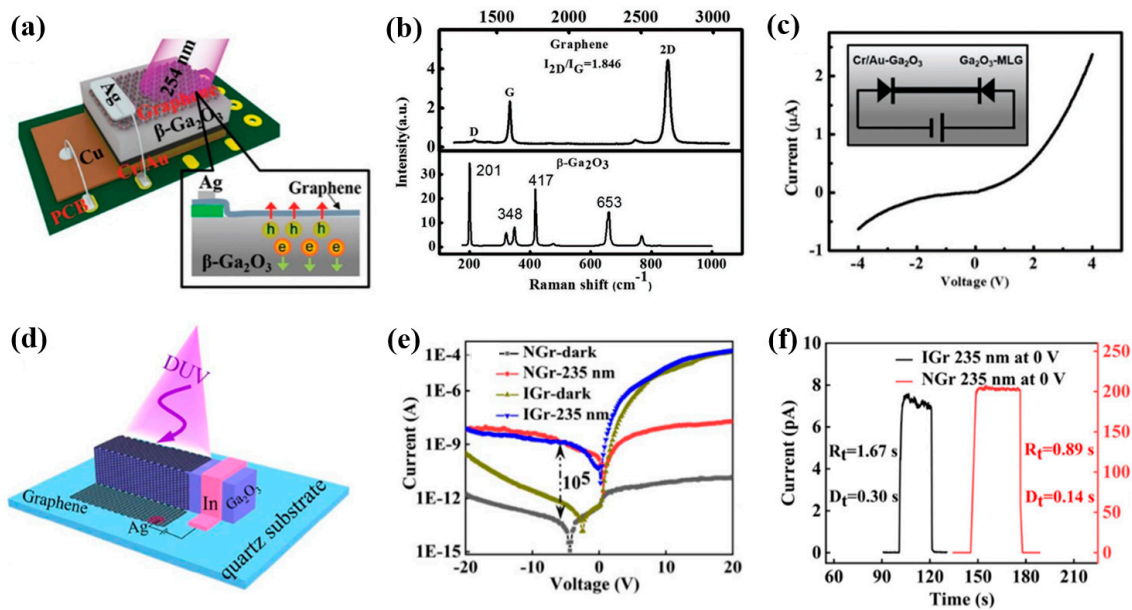 (a)
254 nm
Ag
Graphene
β-Ga₂O₃
Cu
Cr/Au
PCB
Ag
Graphene
h h h
e e e
β-Ga₂O₃
(b)
1500 2000 2500 3000
Graphene
I2D/IG=1.846
2D
G
D
4
2
0
β-Ga2O3
201
417
348
653
30
20
10
0
200 400 600 800 1000
Intensity(a.u.)
Raman shift (cm⁻¹)
(c)
Cr/Au-Ga₂O₃ Ga₂O₃-MLG
2
1
0
-1
-4 -2 0 2 4
Current (μA)
Voltage (V)
(d)
DUV
Graphene
Ag
In
Ga₂O₃
quartz substrate
(e)
NGr-dark
NGr-235 nm
IGr-dark
IGr-235 nm
10⁵
1E-4
1E-6
1E-9
1E-12
1E-15
-20 -10 0 10 20
Current (A)
Voltage (V)
(f)
IGr 235 nm at 0 V
NGr 235 nm at 0 V
Rt=1.67 s
Dt=0.30 s
Rt=0.89 s
Dt=0.14 s
10
8
6
4
2
0
250
200
150
100
50
0
60 90 120 150 180 210
Current (pA)
Time (s)